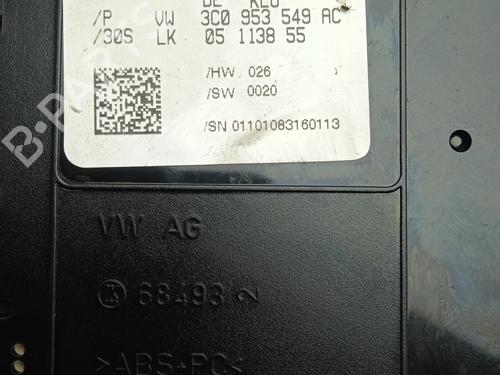 /P VW 3C0 953 549 AC
/30S LK 05 1138 55
/HW 026
/SW 0020
/SN 01101083160113
VW AG
K 68493 2
>ABS+PC<